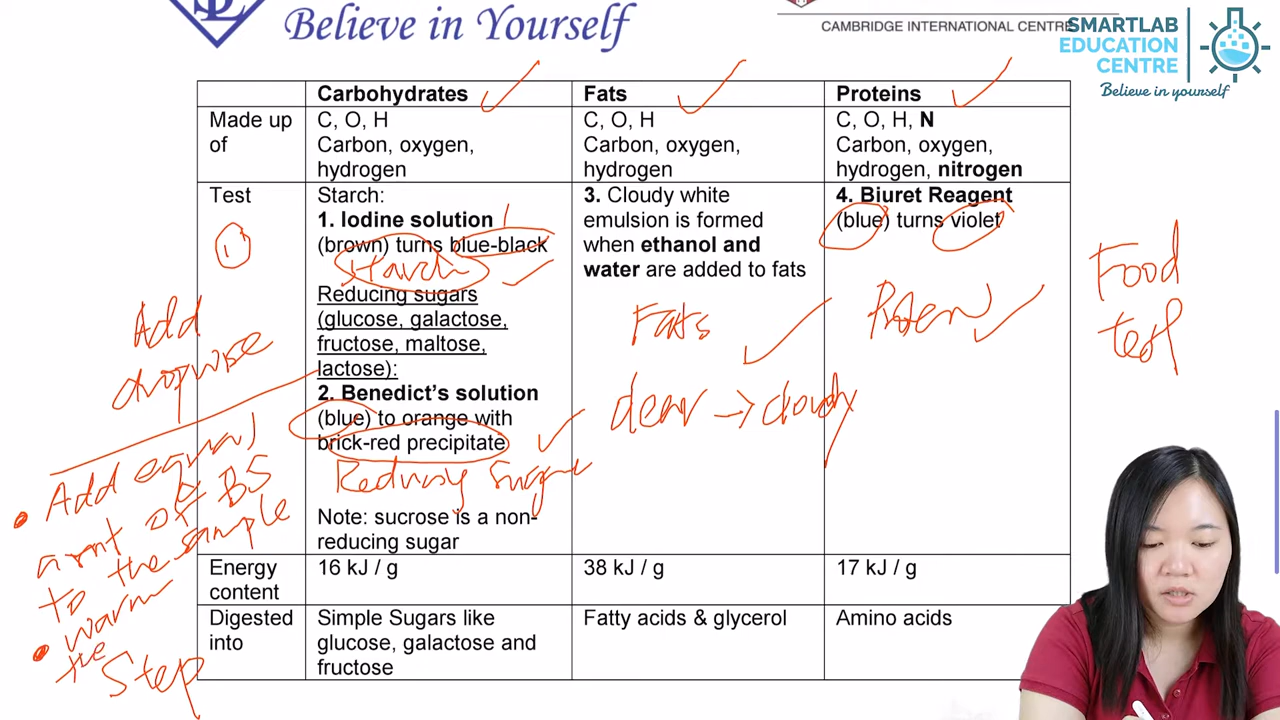 Believe in Yourself
CAMBRIDGE INTERNATIONAL CENTRE
SMARTLAB
EDUCATION
CENTRE
Believe in yourself
Carbohydrates Fats Proteins
Made up of
C, O, H
Carbon, oxygen,
hydrogen
C, O, H
Carbon, oxygen,
hydrogen
C, O, H, N
Carbon, oxygen,
hydrogen, nitrogen
Test
1
Starch:
1. Iodine solution
(brown) turns blue-black
Starch
Reducing sugars
(glucose, galactose,
fructose, maltose,
lactose):
2. Benedict's solution
(blue) to orange with
brick-red precipitate
Reducing Sugar
Note: sucrose is a non-
reducing sugar
3. Cloudy white
emulsion is formed
when ethanol and
water are added to fats
Fats
clear → cloudy
4. Biuret Reagent
(blue) turns violet
Protein
Food
test
Add
dropwise
Add equal
amt of BS
to the sample
warm
the
Step
Energy
content
16 kJ / g
38 kJ / g
17 kJ / g
Digested
into
Simple Sugars like
glucose, galactose and
fructose
Fatty acids & glycerol
Amino acids